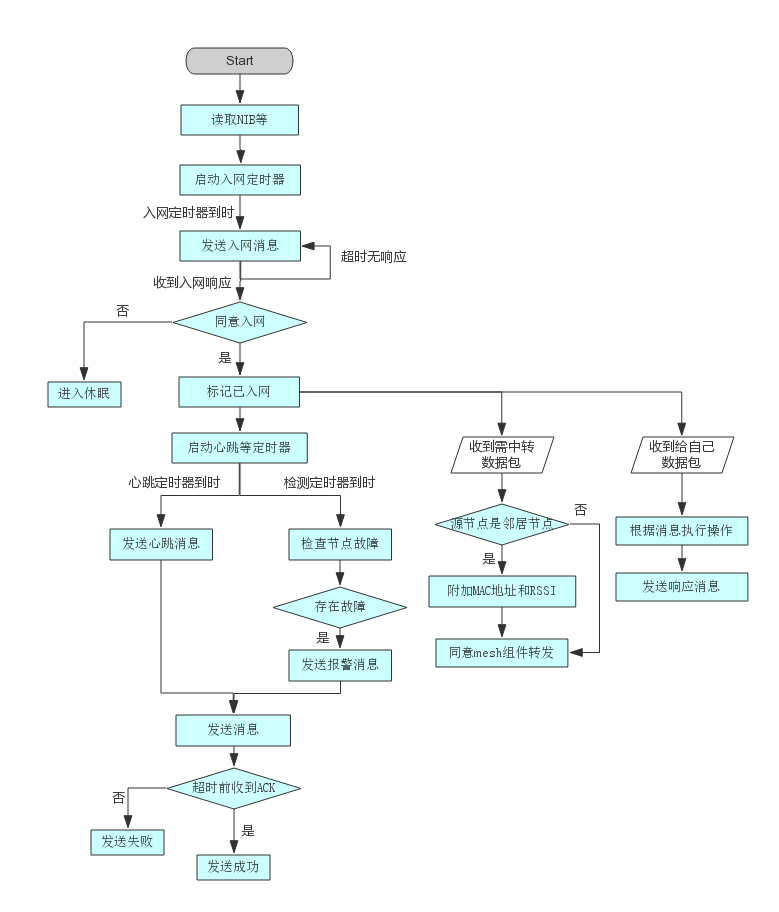 Start
读取NIB等
启动入网定时器
入网定时器到时
发送入网消息
超时无响应
收到入网响应
否
同意入网
是
进入休眠
标记已入网
启动心跳等定时器
收到需中转
数据包
收到给自己
数据包
心跳定时器到时
检测定时器到时
否
源节点是邻居节点
根据消息执行操作
发送心跳消息
检查节点故障
是
附加MAC地址和RSSI
发送响应消息
存在故障
是
同意mesh组件转发
发送报警消息
发送消息
超时前收到ACK
否
是
发送失败
发送成功